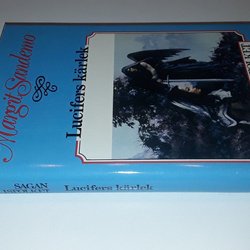 Margit Sandemo
Lucifers kärlek
SAGAN
OM ISFOLKET
Lucifers kärlek